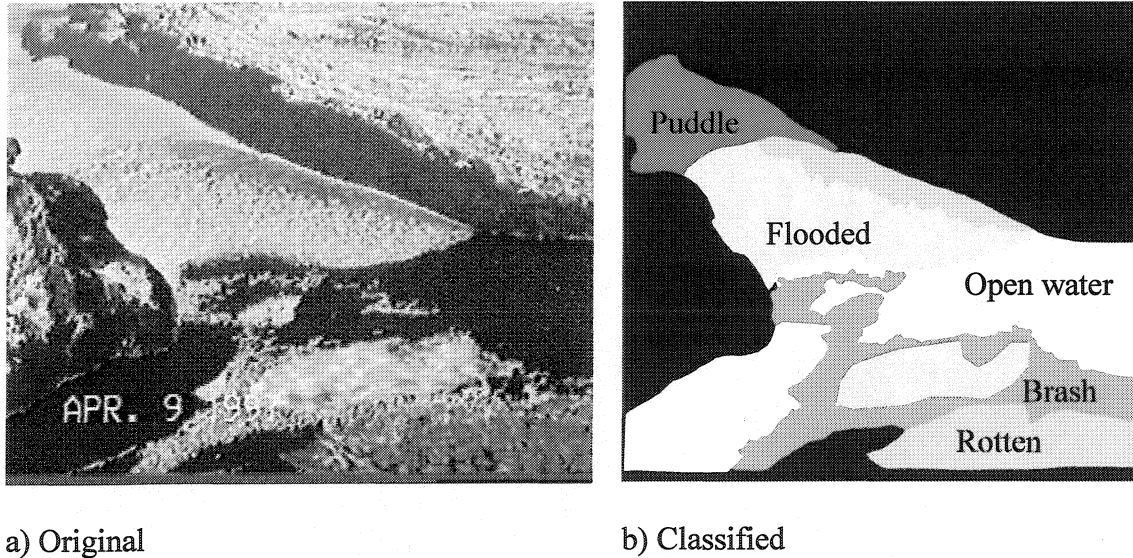 APR. 9
Puddle
Flooded
Open water
Brash
Rotten
a) Original
b) Classified